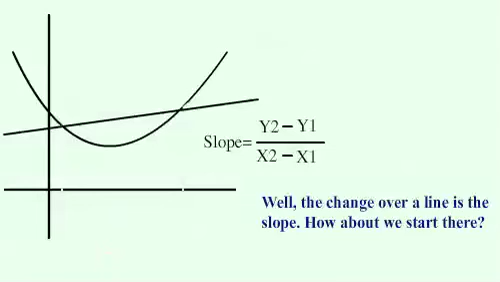 Slope= Y2 – Y1
X2 – X1
Well, the change over a line is the
slope. How about we start there?